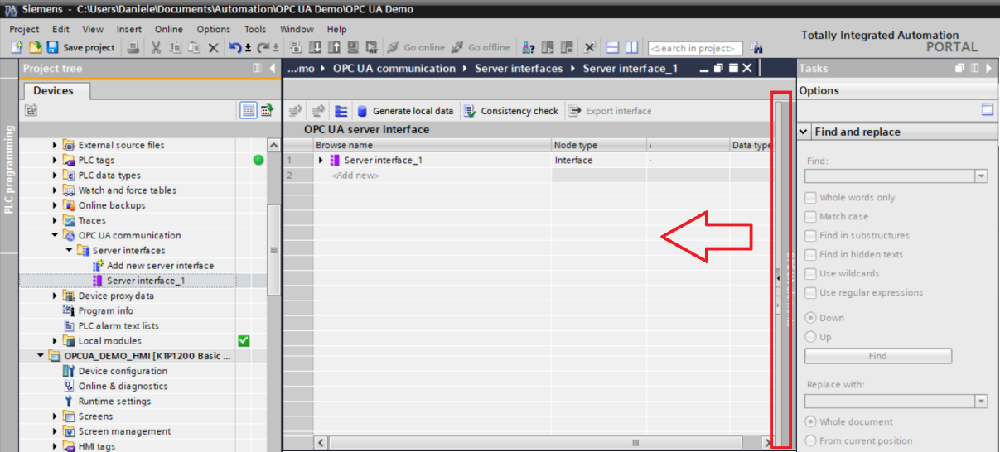 Siemens - C:\Users\Daniele\Documents\Automation\OPC UA Demo\OPC UA Demo
Project Edit View Insert Online Options Tools Window Help
Totally Integrated Automation
PORTAL
Save project
Go online
Go offline
<Search in project>
Project tree
...mo OPC UA communication Server interfaces Server interface_1
Tasks
Devices
Options
PLC programming
Generate local data Consistency check Export interface
OPC UA server interface
Browse name Node type Data type
1 Server interface_1 Interface
2 <Add new>
External source files
PLC tags
PLC data types
Watch and force tables
Online backups
Traces
OPC UA communication
Server interfaces
Add new server interface
Server interface_1
Device proxy data
Program info
PLC alarm text lists
Local modules
OPCUA_DEMO_HMI [KTP1200 Basic ...
Device configuration
Online & diagnostics
Runtime settings
Screens
Screen management
HMI tags
Find and replace
Find:
Whole words only
Match case
Find in substructures
Find in hidden texts
Use wildcards
Use regular expressions
Down
Up
Find
Replace with:
Whole document
From current position